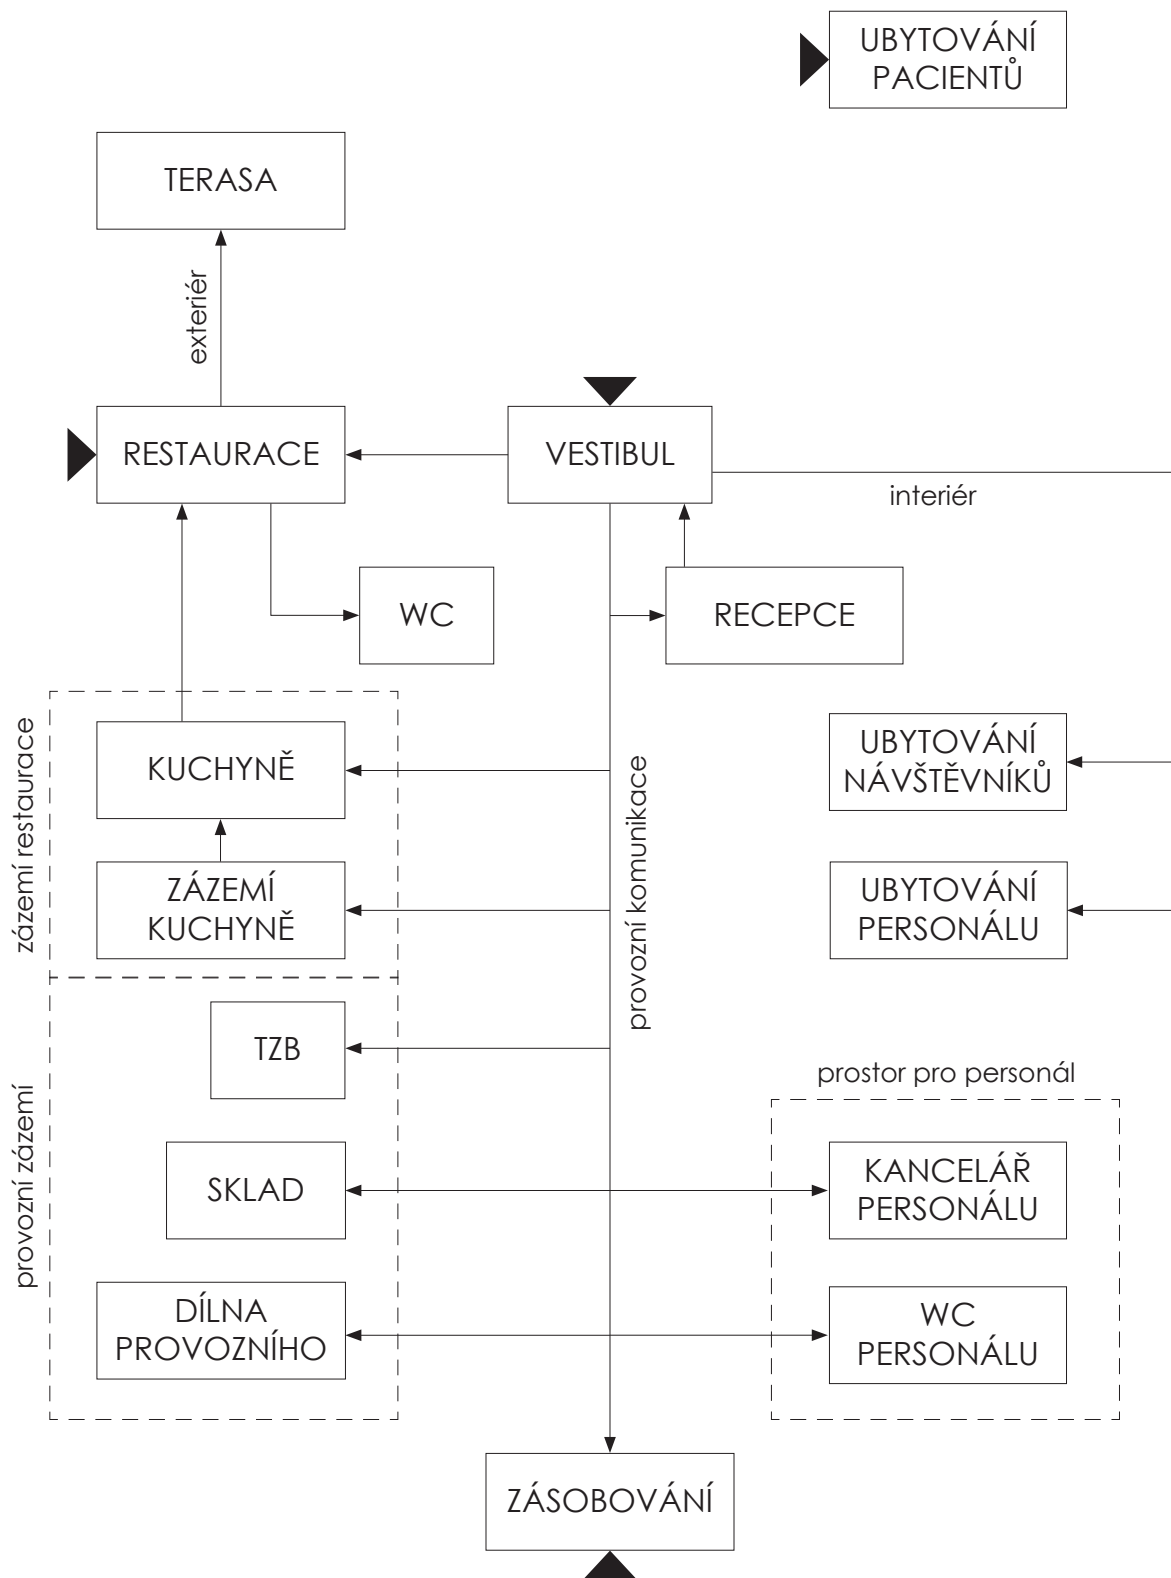 UBYTOVÁNÍ
PACIENTŮ
TERASA
exteriér
RESTAURACE
VESTIBUL
interiér
WC
RECEPCE
zázemí restaurace
KUCHYNĚ
provozní komunikace
UBYTOVÁNÍ
NÁVŠTĚVNÍKŮ
ZÁZEMÍ
KUCHYNĚ
UBYTOVÁNÍ
PERSONÁLU
provozní zázemí
TZB
prostor pro personál
SKLAD
KANCELÁŘ
PERSONÁLU
DÍLNA
PROVOZNÍHO
WC
PERSONÁLU
ZÁSOBOVÁNÍ